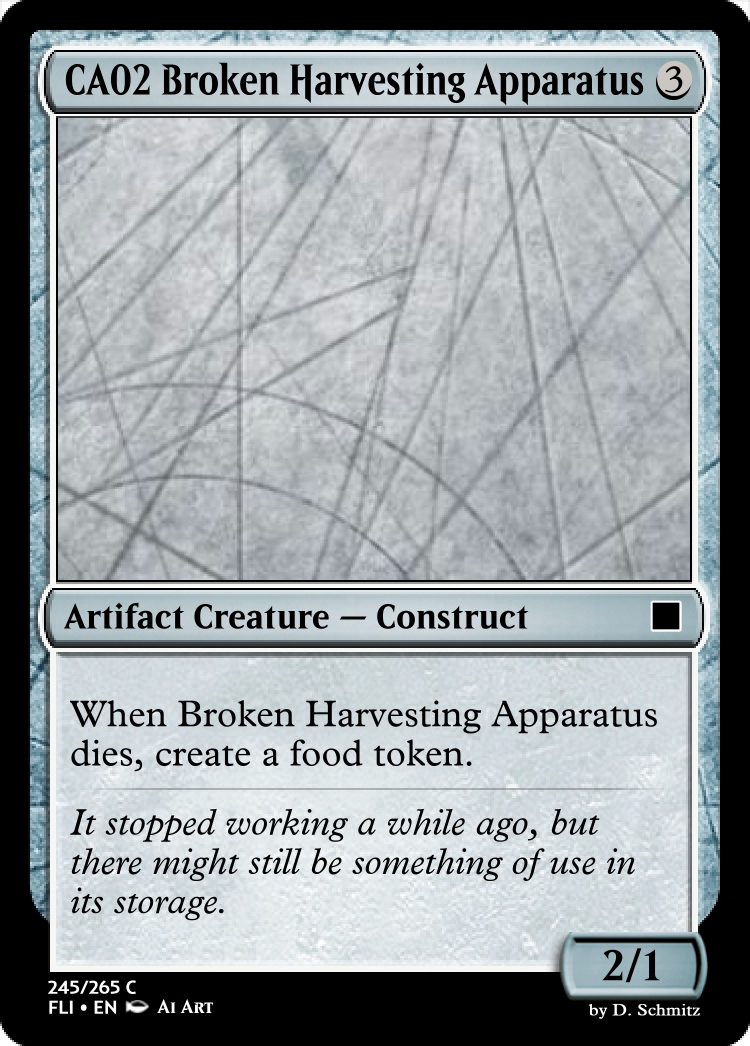 CA02 Broken Harvesting Apparatus 3
Artifact Creature — Construct
When Broken Harvesting Apparatus
dies, create a food token.
It stopped working a while ago, but
there might still be something of use in
its storage.
2/1
245/265 C
FLI • EN AI ART
by D. Schmitz